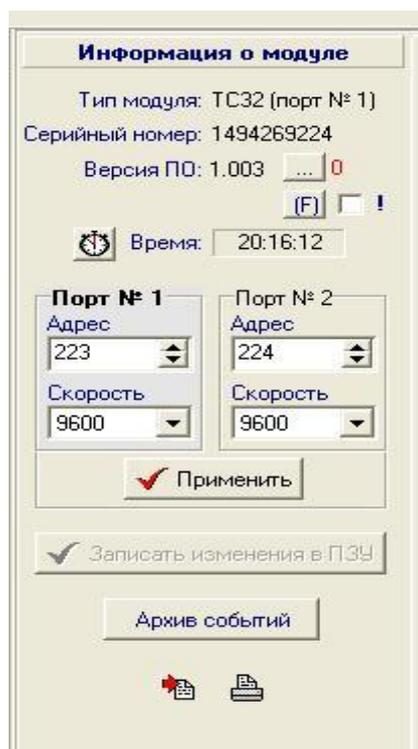 Информация о модуле
Тип модуля: ТС32 (порт № 1)
Серийный номер: 1494269224
Версия ПО: 1.003 ... 0
(F) !
Время: 20:16:12
Порт № 1 Порт № 2
Адрес Адрес
223 224
Скорость Скорость
9600 9600
Применить
Записать изменения в ПЗУ
Архив событий